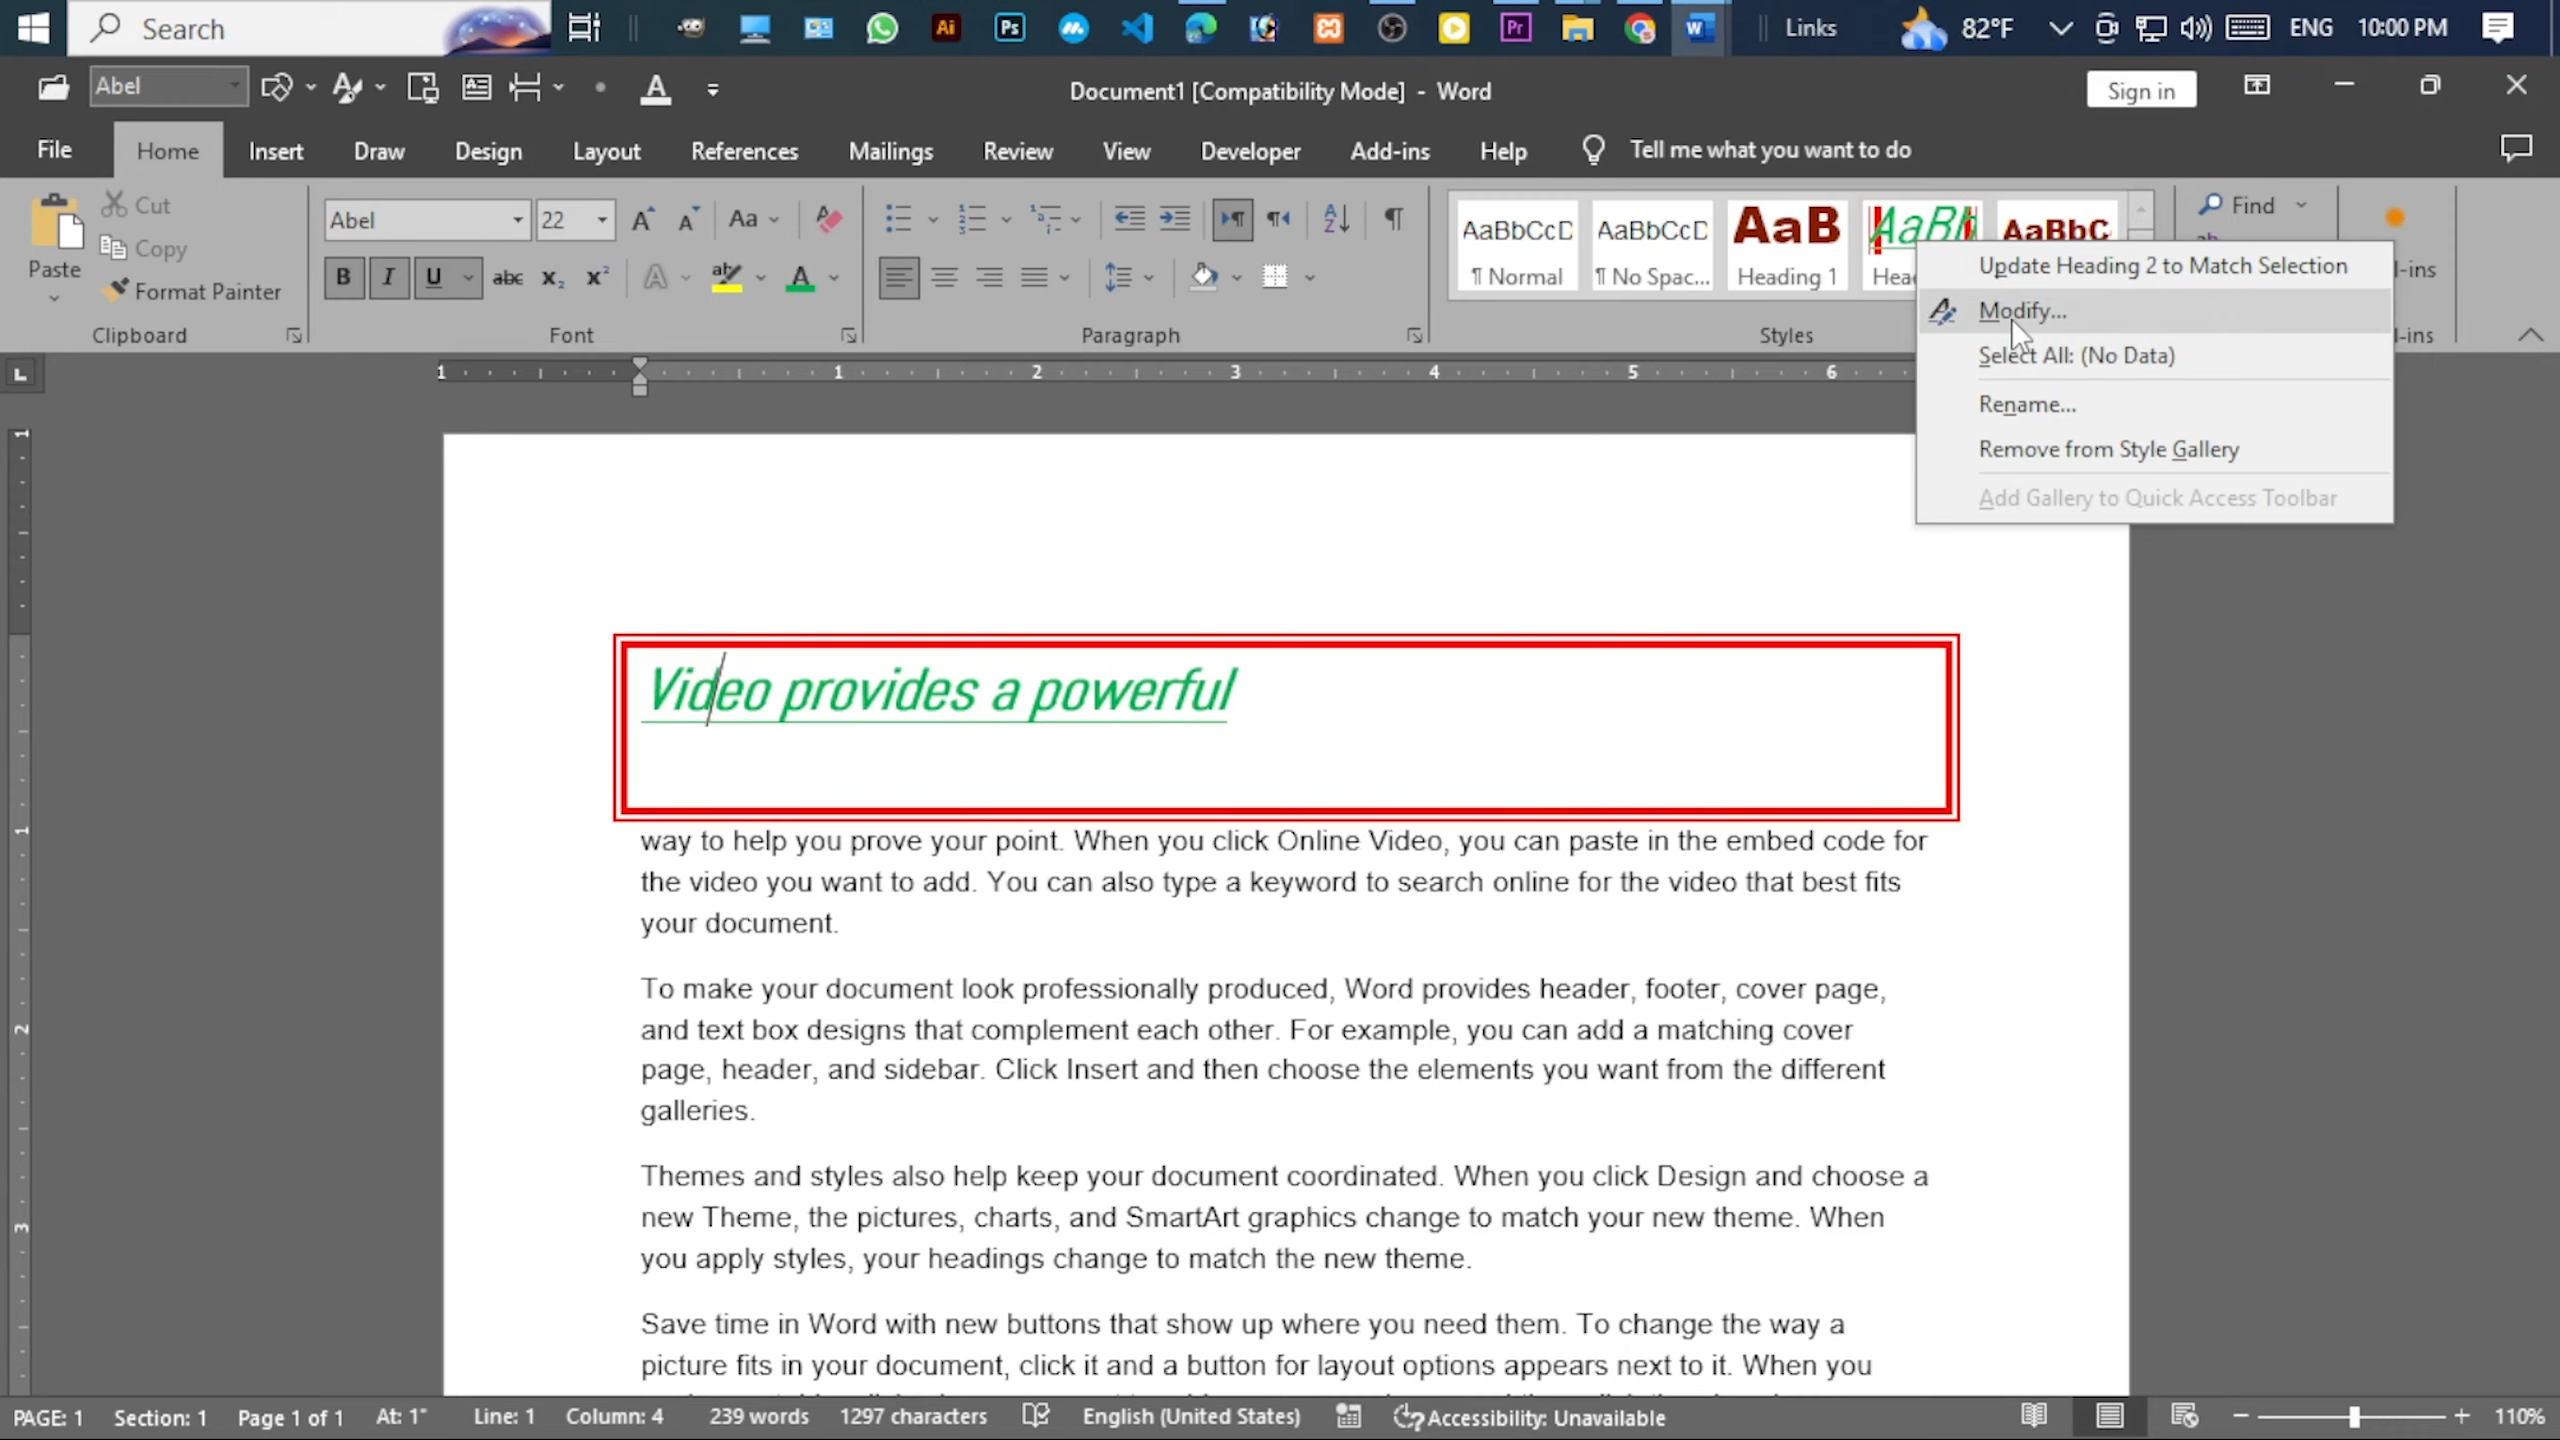 Search
Links
82°F
ENG
10:00 PM
Abel
Document1 [Compatibility Mode] - Word
Sign in
File
Home
Insert
Draw
Design
Layout
References
Mailings
Review
View
Developer
Add-ins
Help
Tell me what you want to do
Paste
Cut
Copy
Format Painter
Clipboard
Abel
22
Font
Paragraph
AaBbCcD
¶ Normal
AaBbCcD
¶ No Spac...
AaB
Heading 1
AaBb
Hea
AaBbC
Styles
Find
l-ins
l-ins
Update Heading 2 to Match Selection
Modify...
Select All: (No Data)
Rename...
Remove from Style Gallery
Add Gallery to Quick Access Toolbar
1 1 2 3 4 5 6
1
1
2
3
Video provides a powerful
way to help you prove your point. When you click Online Video, you can paste in the embed code for
the video you want to add. You can also type a keyword to search online for the video that best fits
your document.
To make your document look professionally produced, Word provides header, footer, cover page,
and text box designs that complement each other. For example, you can add a matching cover
page, header, and sidebar. Click Insert and then choose the elements you want from the different
galleries.
Themes and styles also help keep your document coordinated. When you click Design and choose a
new Theme, the pictures, charts, and SmartArt graphics change to match your new theme. When
you apply styles, your headings change to match the new theme.
Save time in Word with new buttons that show up where you need them. To change the way a
picture fits in your document, click it and a button for layout options appears next to it. When you
PAGE: 1
Section: 1
Page 1 of 1
At: 1"
Line: 1
Column: 4
239 words
1297 characters
English (United States)
Accessibility: Unavailable
110%